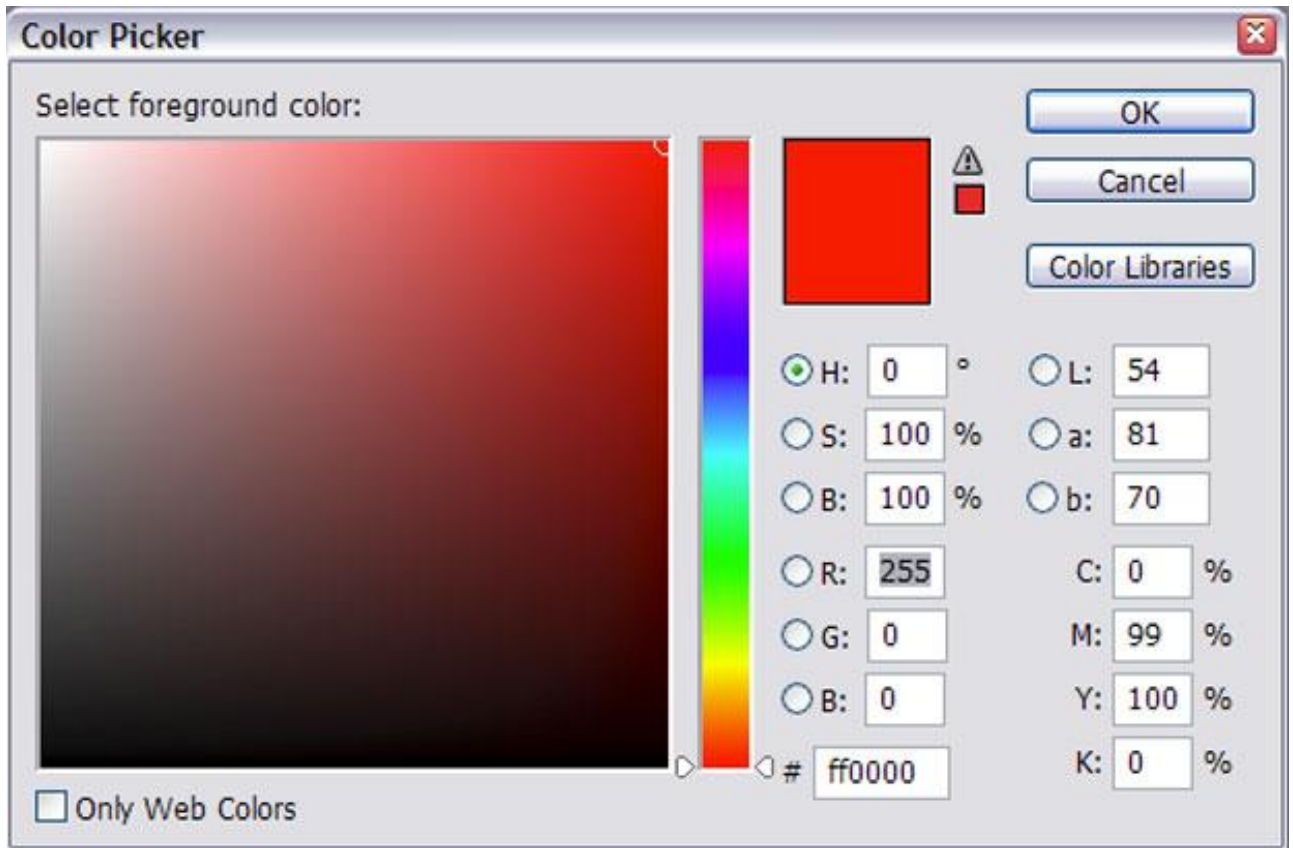 Color Picker
Select foreground color:
OK
Cancel
Color Libraries
H: 0 °
L: 54
S: 100 %
a: 81
B: 100 %
b: 70
R: 255
C: 0 %
G: 0
M: 99 %
B: 0
Y: 100 %
# ff0000
K: 0 %
Only Web Colors